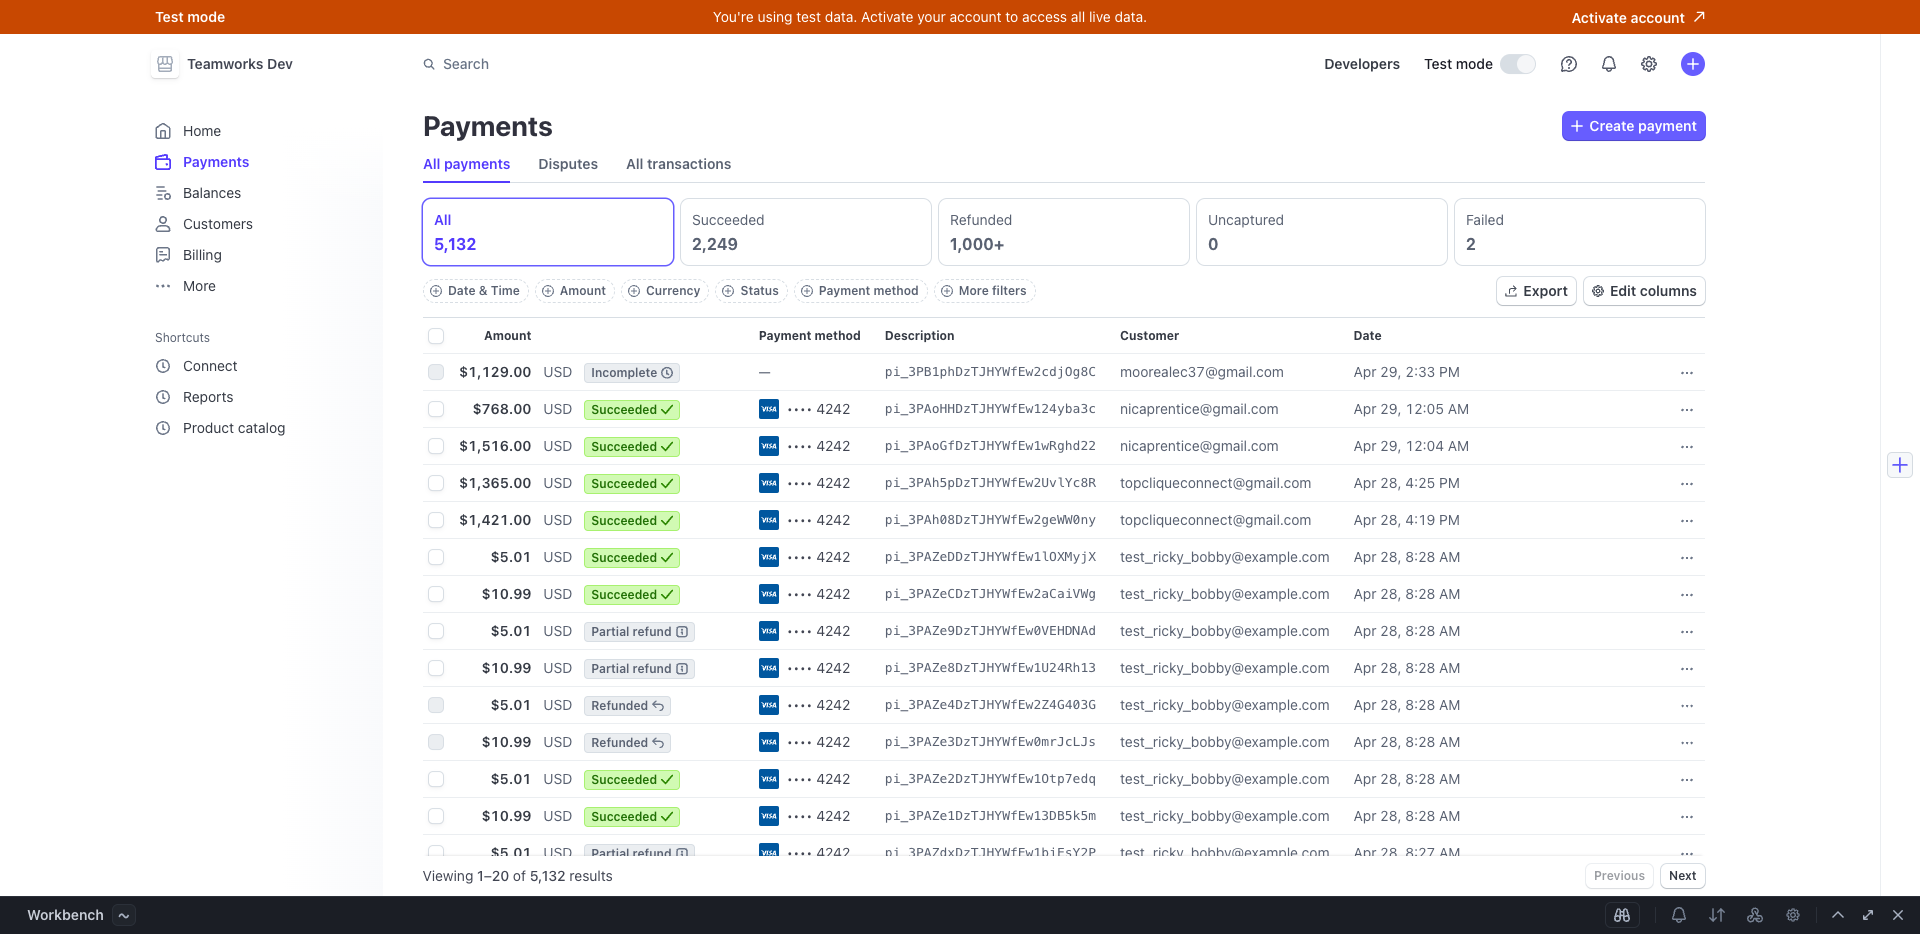 Test mode
You're using test data. Activate your account to access all live data.
Activate account
Teamworks Dev
Search
Developers
Test mode
Home
Payments
Balances
Customers
Billing
More
Shortcuts
Connect
Reports
Product catalog
Payments
Create payment
All payments
Disputes
All transactions
All
5,132
Succeeded
2,249
Refunded
1,000+
Uncaptured
0
Failed
2
Date & Time
Amount
Currency
Status
Payment method
More filters
Export
Edit columns
Amount Payment method Description Customer Date
$1,129.00 USD Incomplete — pi_3PB1phDzTJHYWfEw2cdjOg8C moorealec37@gmail.com Apr 29, 2:33 PM
$768.00 USD Succeeded VISA •••• 4242 pi_3PAoHHDzTJHYWfEw124yba3c nicaprentice@gmail.com Apr 29, 12:05 AM
$1,516.00 USD Succeeded VISA •••• 4242 pi_3PAoGfDzTJHYWfEw1wRghd22 nicaprentice@gmail.com Apr 29, 12:04 AM
$1,365.00 USD Succeeded VISA •••• 4242 pi_3PAh5pDzTJHYWfEw2UvlYc8R topcliqueconnect@gmail.com Apr 28, 4:25 PM
$1,421.00 USD Succeeded VISA •••• 4242 pi_3PAh08DzTJHYWfEw2geWW0ny topcliqueconnect@gmail.com Apr 28, 4:19 PM
$5.01 USD Succeeded VISA •••• 4242 pi_3PAZeDDzTJHYWfEw1lOXMyjX test_ricky_bobby@example.com Apr 28, 8:28 AM
$10.99 USD Succeeded VISA •••• 4242 pi_3PAZeCDzTJHYWfEw2aCaiVWg test_ricky_bobby@example.com Apr 28, 8:28 AM
$5.01 USD Partial refund VISA •••• 4242 pi_3PAZe9DzTJHYWfEw0VEHDNAd test_ricky_bobby@example.com Apr 28, 8:28 AM
$10.99 USD Partial refund VISA •••• 4242 pi_3PAZe8DzTJHYWfEw1U24Rh13 test_ricky_bobby@example.com Apr 28, 8:28 AM
$5.01 USD Refunded VISA •••• 4242 pi_3PAZe4DzTJHYWfEw2Z4G403G test_ricky_bobby@example.com Apr 28, 8:28 AM
$10.99 USD Refunded VISA •••• 4242 pi_3PAZe3DzTJHYWfEw0mrJcLJs test_ricky_bobby@example.com Apr 28, 8:28 AM
$5.01 USD Succeeded VISA •••• 4242 pi_3PAZe2DzTJHYWfEw1Otp7edq test_ricky_bobby@example.com Apr 28, 8:28 AM
$10.99 USD Succeeded VISA •••• 4242 pi_3PAZe1DzTJHYWfEw13DB5k5m test_ricky_bobby@example.com Apr 28, 8:28 AM
$5.01 USD Partial refund VISA •••• 4242 pi_3PAZdxDzTJHYWfEw1biEsY2P test_ricky_bobby@example.com Apr 28, 8:27 AM
Viewing 1–20 of 5,132 results
Previous
Next
Workbench